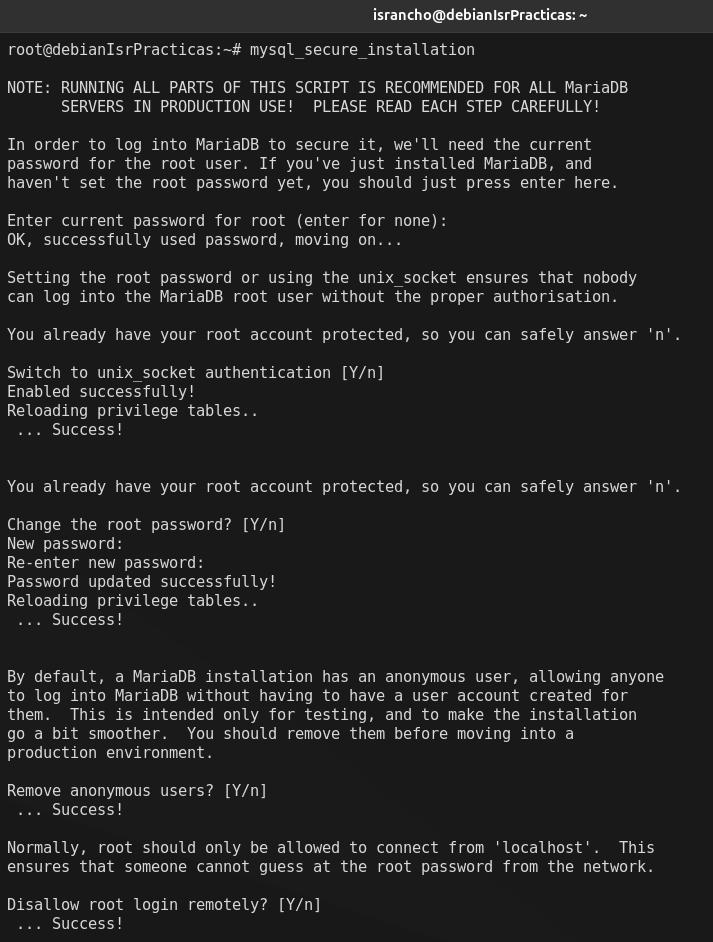 israncho@debianIsrPracticas: ~
root@debianIsrPracticas:~# mysql_secure_installation
NOTE: RUNNING ALL PARTS OF THIS SCRIPT IS RECOMMENDED FOR ALL MariaDB
      SERVERS IN PRODUCTION USE!  PLEASE READ EACH STEP CAREFULLY!
In order to log into MariaDB to secure it, we'll need the current
password for the root user. If you've just installed MariaDB, and
haven't set the root password yet, you should just press enter here.
Enter current password for root (enter for none):
OK, successfully used password, moving on...
Setting the root password or using the unix_socket ensures that nobody
can log into the MariaDB root user without the proper authorisation.
You already have your root account protected, so you can safely answer 'n'.
Switch to unix_socket authentication [Y/n]
Enabled successfully!
Reloading privilege tables..
 ... Success!
You already have your root account protected, so you can safely answer 'n'.
Change the root password? [Y/n]
New password:
Re-enter new password:
Password updated successfully!
Reloading privilege tables..
 ... Success!
By default, a MariaDB installation has an anonymous user, allowing anyone
to log into MariaDB without having to have a user account created for
them.  This is intended only for testing, and to make the installation
go a bit smoother.  You should remove them before moving into a
production environment.
Remove anonymous users? [Y/n]
 ... Success!
Normally, root should only be allowed to connect from 'localhost'.  This
ensures that someone cannot guess at the root password from the network.
Disallow root login remotely? [Y/n]
 ... Success!